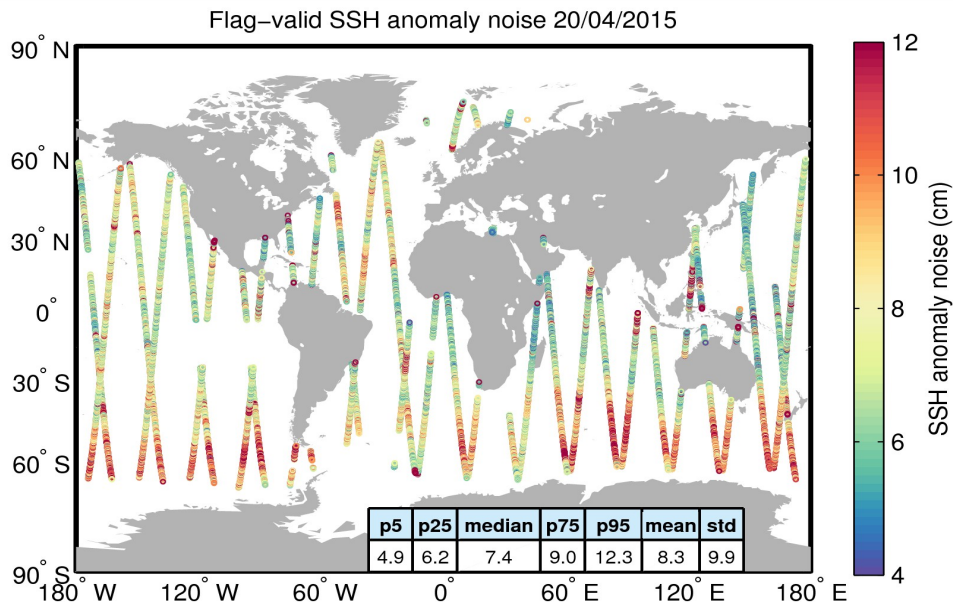 Flag–valid SSH anomaly noise 20/04/2015
90° N
60° N
30° N
0°
30° S
60° S
90° S
180° W
120° W
60° W
0°
60° E
120° E
180° E
p5 p25 median p75 p95 mean std
4.9 6.2 7.4 9.0 12.3 8.3 9.9
12
10
8
6
4
SSH anomaly noise (cm)